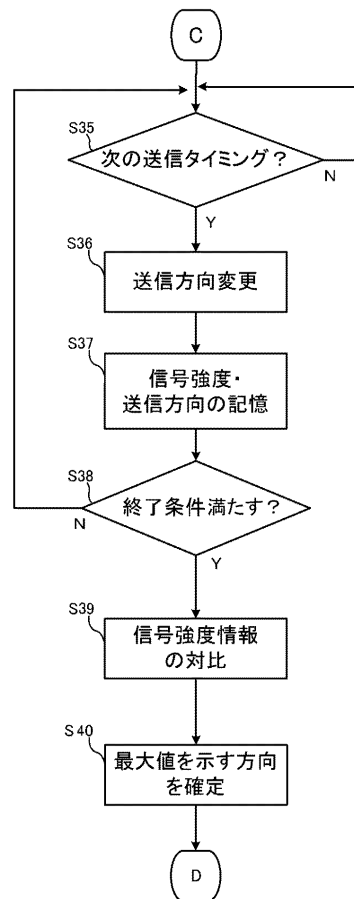 C
S35
次の送信タイミング？
N
Y
S36
送信方向変更
S37
信号強度・
送信方向の記憶
S38
終了条件満たす？
N
Y
S39
信号強度情報
の対比
S40
最大値を示す方向
を確定
D